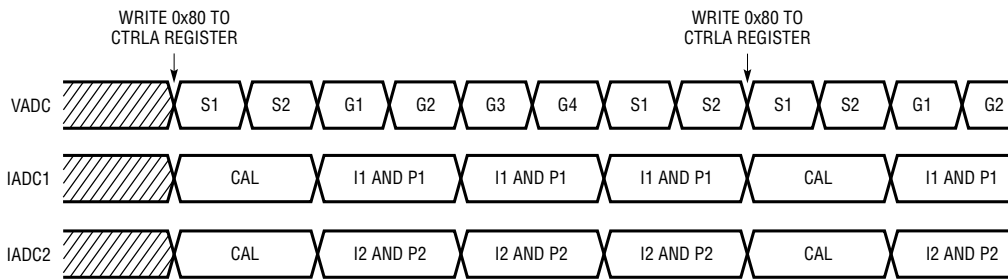 WRITE 0x80 TO
CTRLA REGISTER
WRITE 0x80 TO
CTRLA REGISTER
VADC S1 S2 G1 G2 G3 G4 S1 S2 S1 S2 G1 G2
IADC1 CAL I1 AND P1 I1 AND P1 I1 AND P1 CAL I1 AND P1
IADC2 CAL I2 AND P2 I2 AND P2 I2 AND P2 CAL I2 AND P2